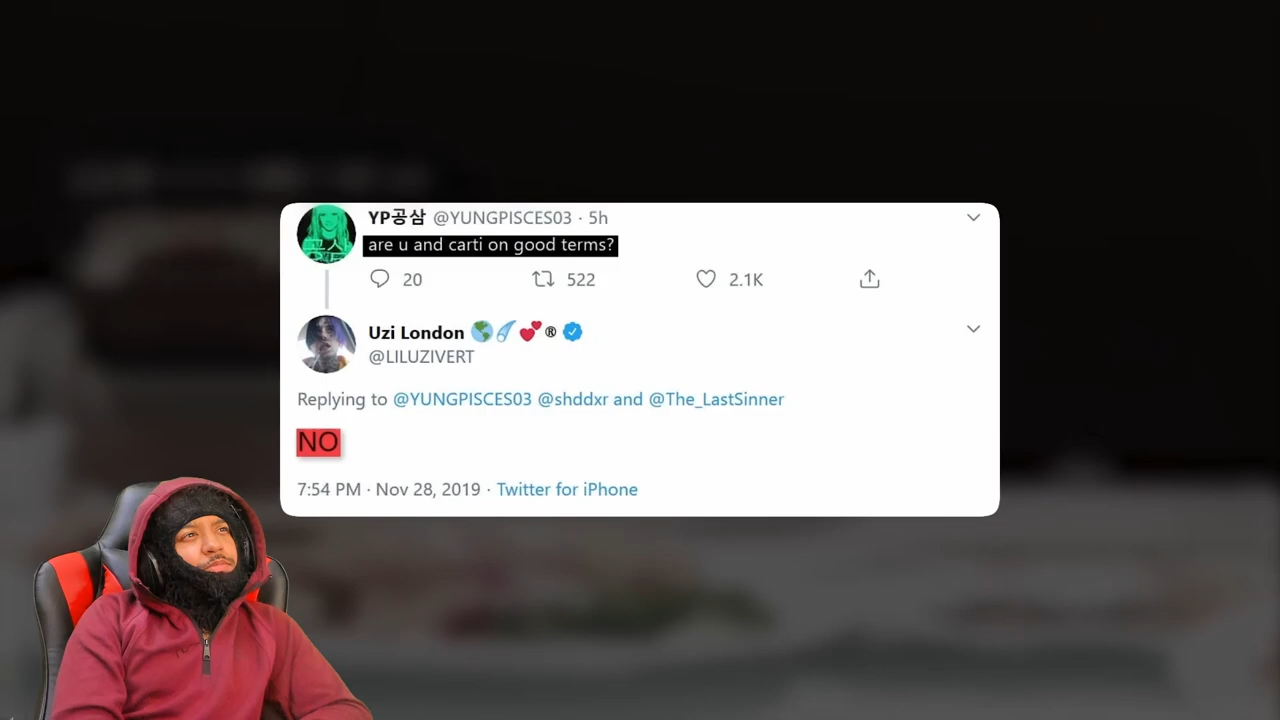 YP공삼 @YUNGPISCES03 · 5h
are u and carti on good terms?
20 522 2.1K
Uzi London 🌎☄️💕® 
@LILUZIVERT
Replying to @YUNGPISCES03 @shddxr and @The_LastSinner
NO
7:54 PM · Nov 28, 2019 · Twitter for iPhone